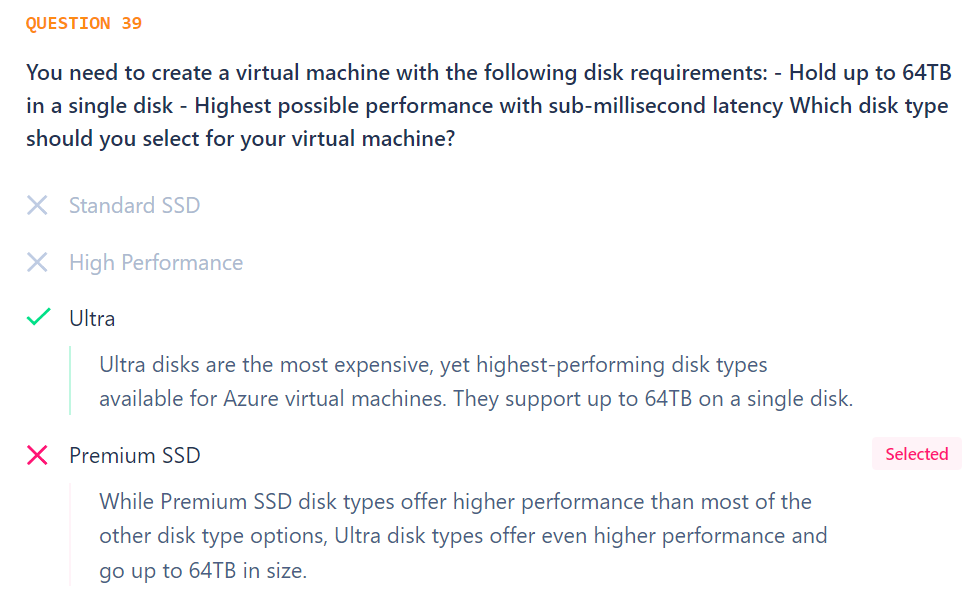 QUESTION 39
You need to create a virtual machine with the following disk requirements: - Hold up to 64TB
in a single disk - Highest possible performance with sub-millisecond latency Which disk type
should you select for your virtual machine?
Standard SSD
High Performance
Ultra
Ultra disks are the most expensive, yet highest-performing disk types
available for Azure virtual machines. They support up to 64TB on a single disk.
Premium SSD
Selected
While Premium SSD disk types offer higher performance than most of the
other disk type options, Ultra disk types offer even higher performance and
go up to 64TB in size.